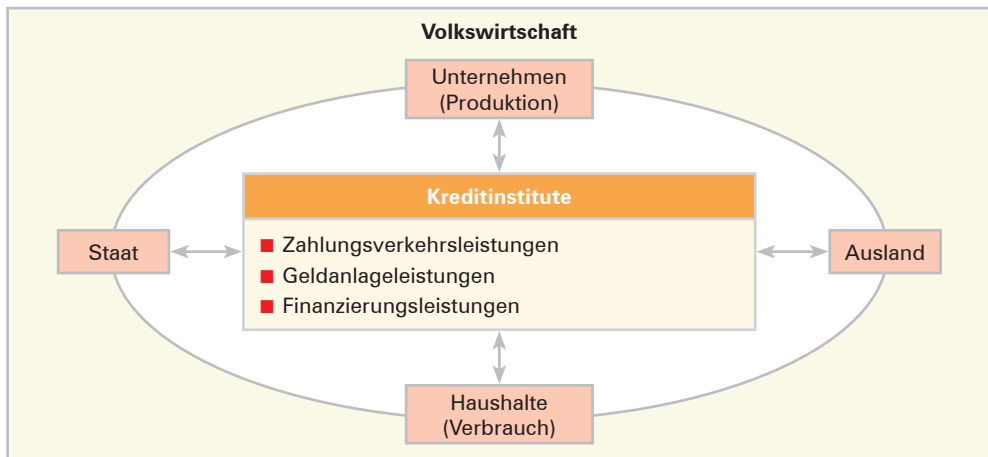 Volkswirtschaft
Unternehmen
(Produktion)
Kreditinstitute
Staat
Zahlungsverkehrsleistungen
Geldanlageleistungen
Finanzierungsleistungen
Ausland
Haushalte
(Verbrauch)